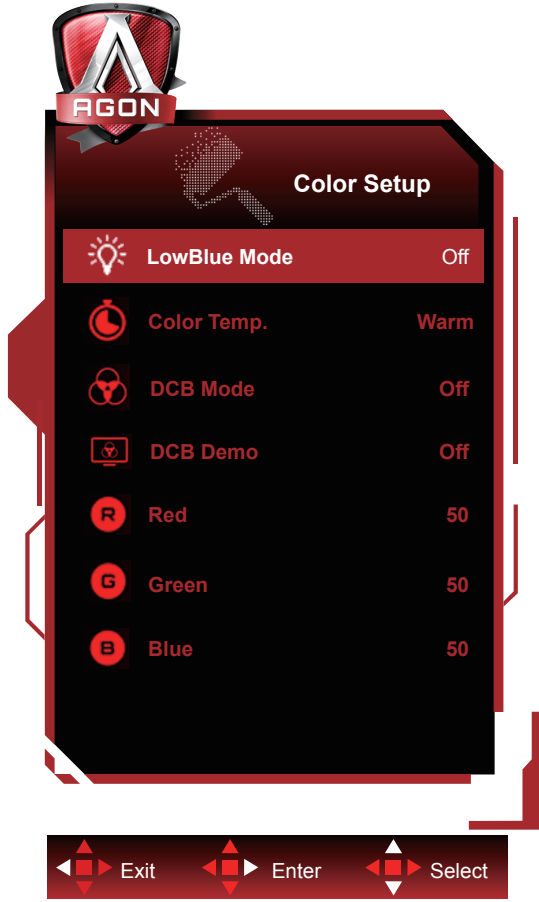 AGON
Color Setup
LowBlue Mode Off
Color Temp. Warm
DCB Mode Off
DCB Demo Off
R Red 50
G Green 50
B Blue 50
Exit Enter Select